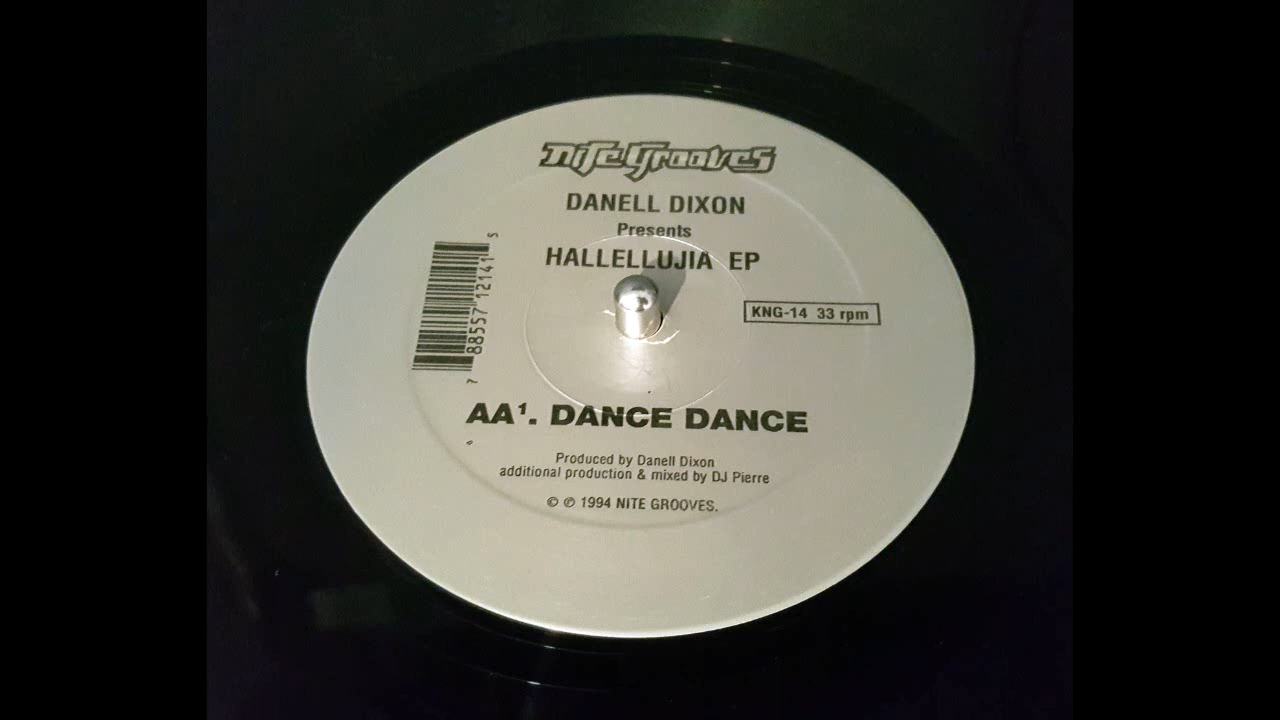 Nite Grooves
DANELL DIXON
Presents
HALLELLUJIA EP
KNG-14 33 rpm
7 88557 12141 5
AA¹. DANCE DANCE
Produced by Danell Dixon
additional production & mixed by DJ Pierre
© ℗ 1994 NITE GROOVES.